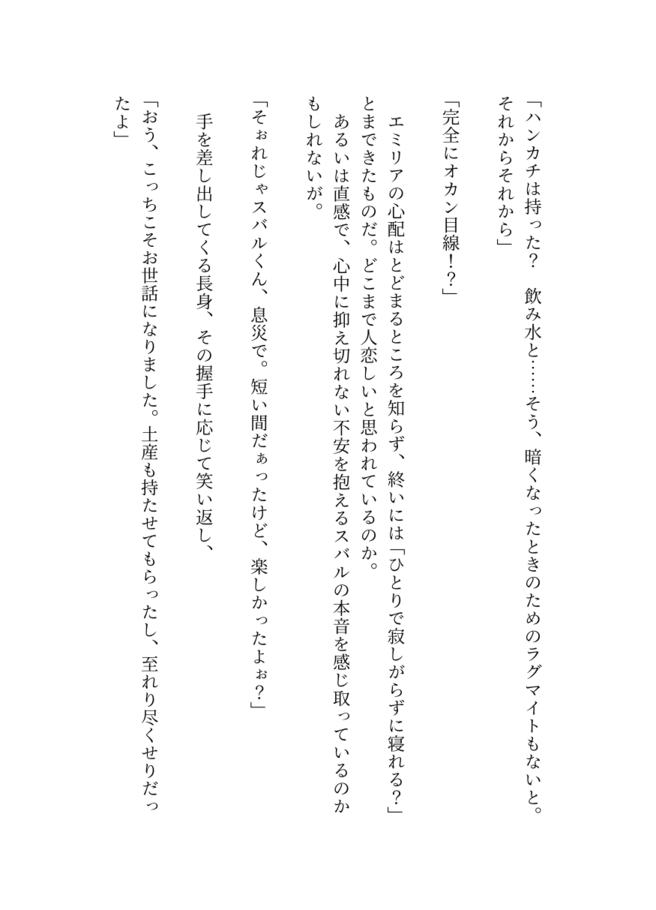 「ハンカチは持った？　飲み水と……そう、暗くなったときのためのラグマイトもないと。
それからそれから」
「完全にオカン目線！？」
エミリアの心配はとどまるところを知らず、終いには「ひとりで寂しがらずに寝れる？」
とまできたものだ。どこまで人恋しいと思われているのか。
あるいは直感で、心中に抑え切れない不安を抱えるスバルの本音を感じ取っているのか
もしれないが。
「そぉれじゃスバルくん、息災で。短い間だぁったけど、楽しかったよぉ？」
手を差し出してくる長身、その握手に応じて笑い返し、
「おう、こっちこそお世話になりました。土産も持たせてもらったし、至れり尽くせりだっ
たよ」